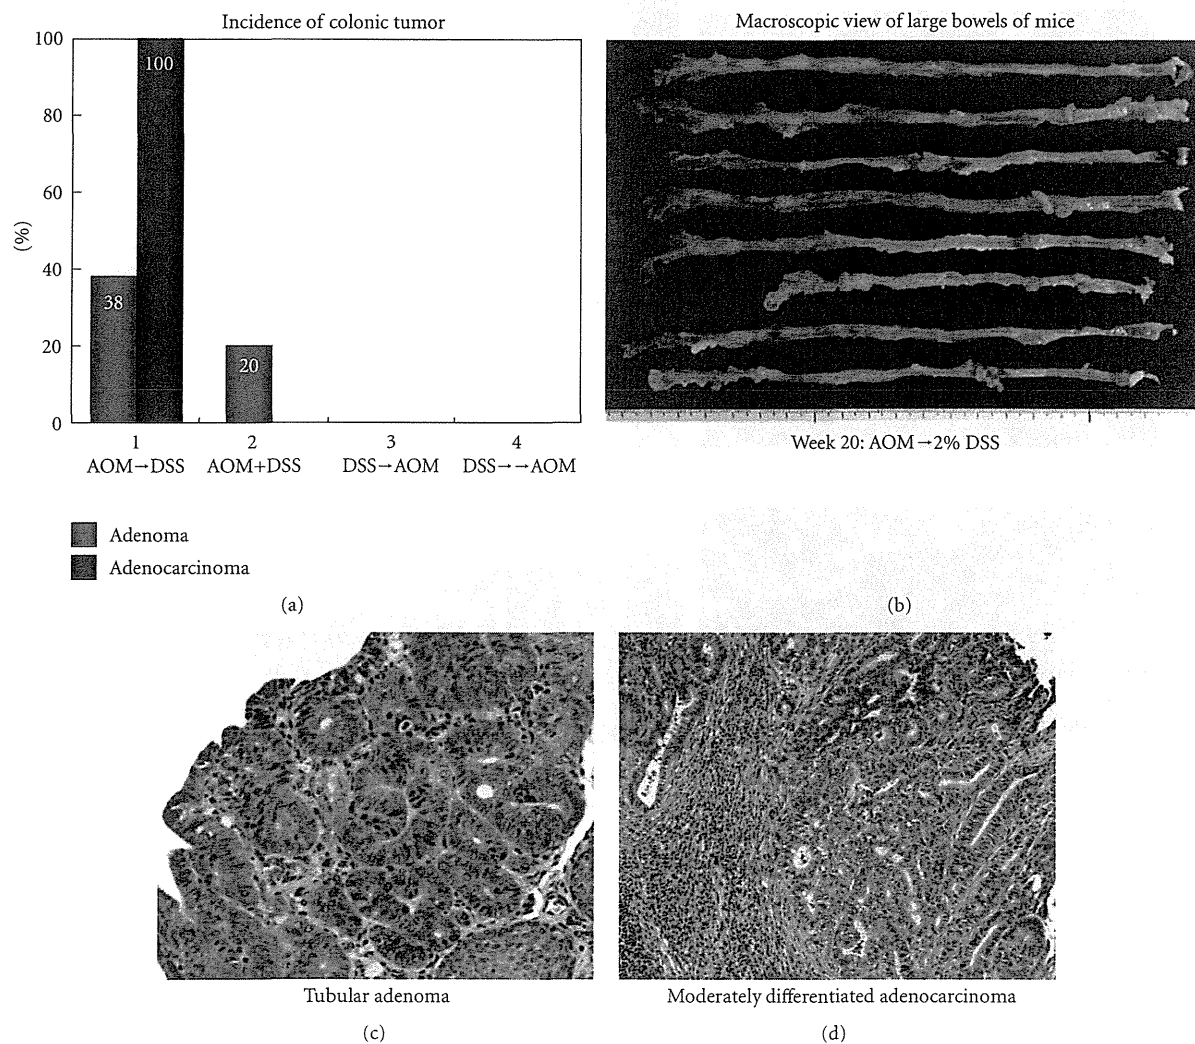 Incidence of colonic tumor
100
80
60
40
20
0
(%)
100
38
20
1
2
3
4
AOM→DSS
AOM+DSS
DSS→AOM
DSS→→AOM
Adenoma
Adenocarcinoma
(a)
Macroscopic view of large bowels of mice
Week 20: AOM→2% DSS
(b)
Tubular adenoma
(c)
Moderately differentiated adenocarcinoma
(d)